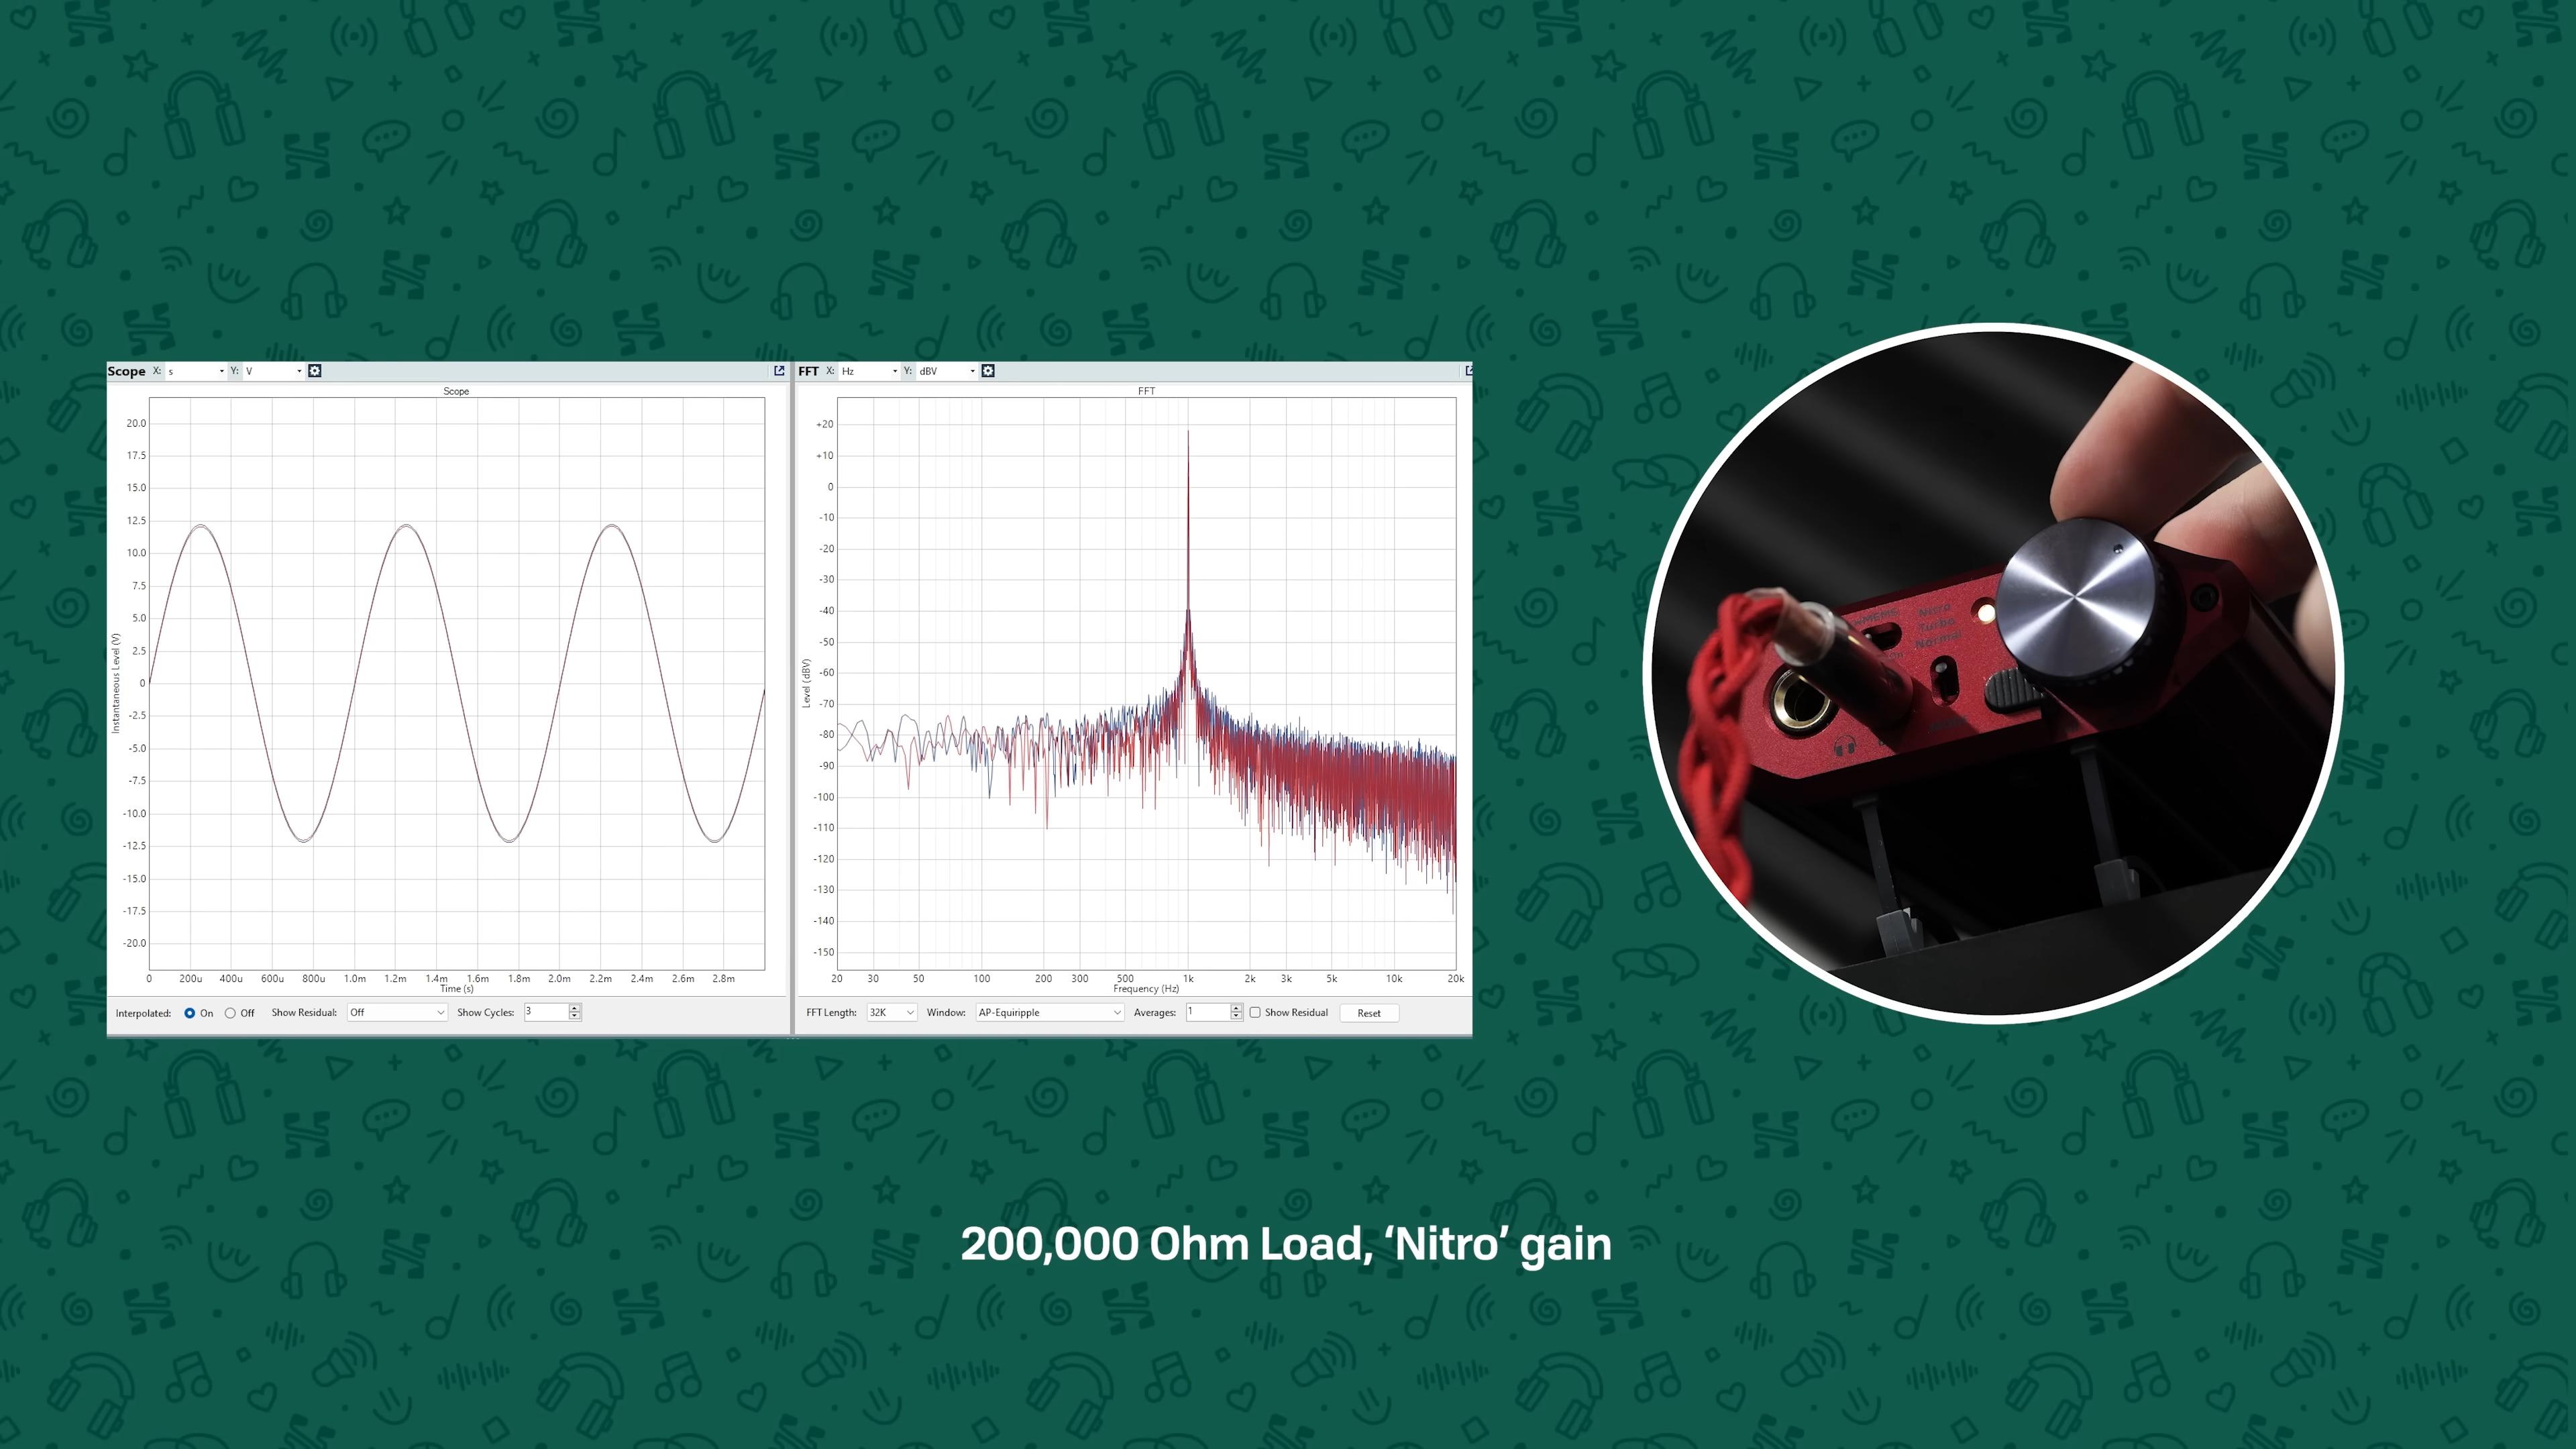 Scope X: s Y: V
Scope
20.0
17.5
15.0
12.5
10.0
7.5
5.0
2.5
0
-2.5
-5.0
-7.5
-10.0
-12.5
-15.0
-17.5
-20.0
Instantaneous Level (V)
0 200u 400u 600u 800u 1.0m 1.2m 1.4m 1.6m 1.8m 2.0m 2.2m 2.4m 2.6m 2.8m
Time (s)
Interpolated: On Off Show Residual: Off Show Cycles: 3
FFT X: Hz Y: dBV
FFT
+20
+10
0
-10
-20
-30
-40
-50
-60
-70
-80
-90
-100
-110
-120
-130
-140
-150
Level (dBV)
20 30 50 100 200 300 500 1k 2k 3k 5k 10k 20k
Frequency (Hz)
FFT Length: 32K Window: AP-Equiripple Averages: 1 Show Residual Reset
Nitro
Turbo
Normal
200,000 Ohm Load, ‘Nitro’ gain